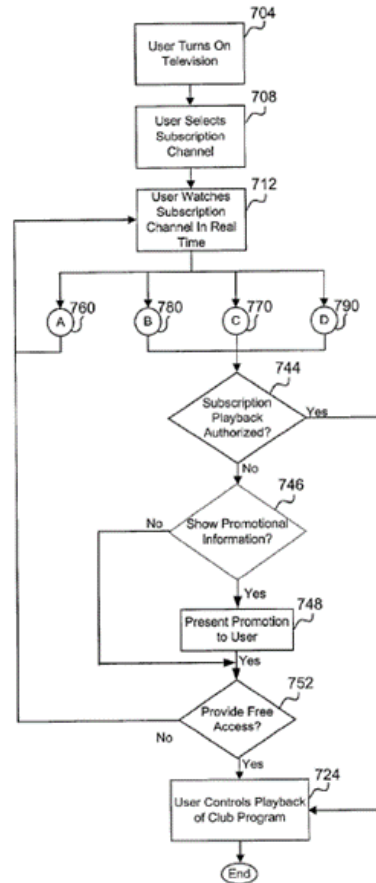 704
User Turns On
Television
708
User Selects
Subscription
Channel
712
User Watches
Subscription
Channel In Real
Time
A
760
B
780
C
770
D
790
744
Subscription
Playback
Authorized?
Yes
No
746
No
Show Promotional
Information?
Yes
748
Present Promotion
to User
Yes
752
Provide Free
Access?
No
Yes
724
User Controls Playback
of Club Program
End